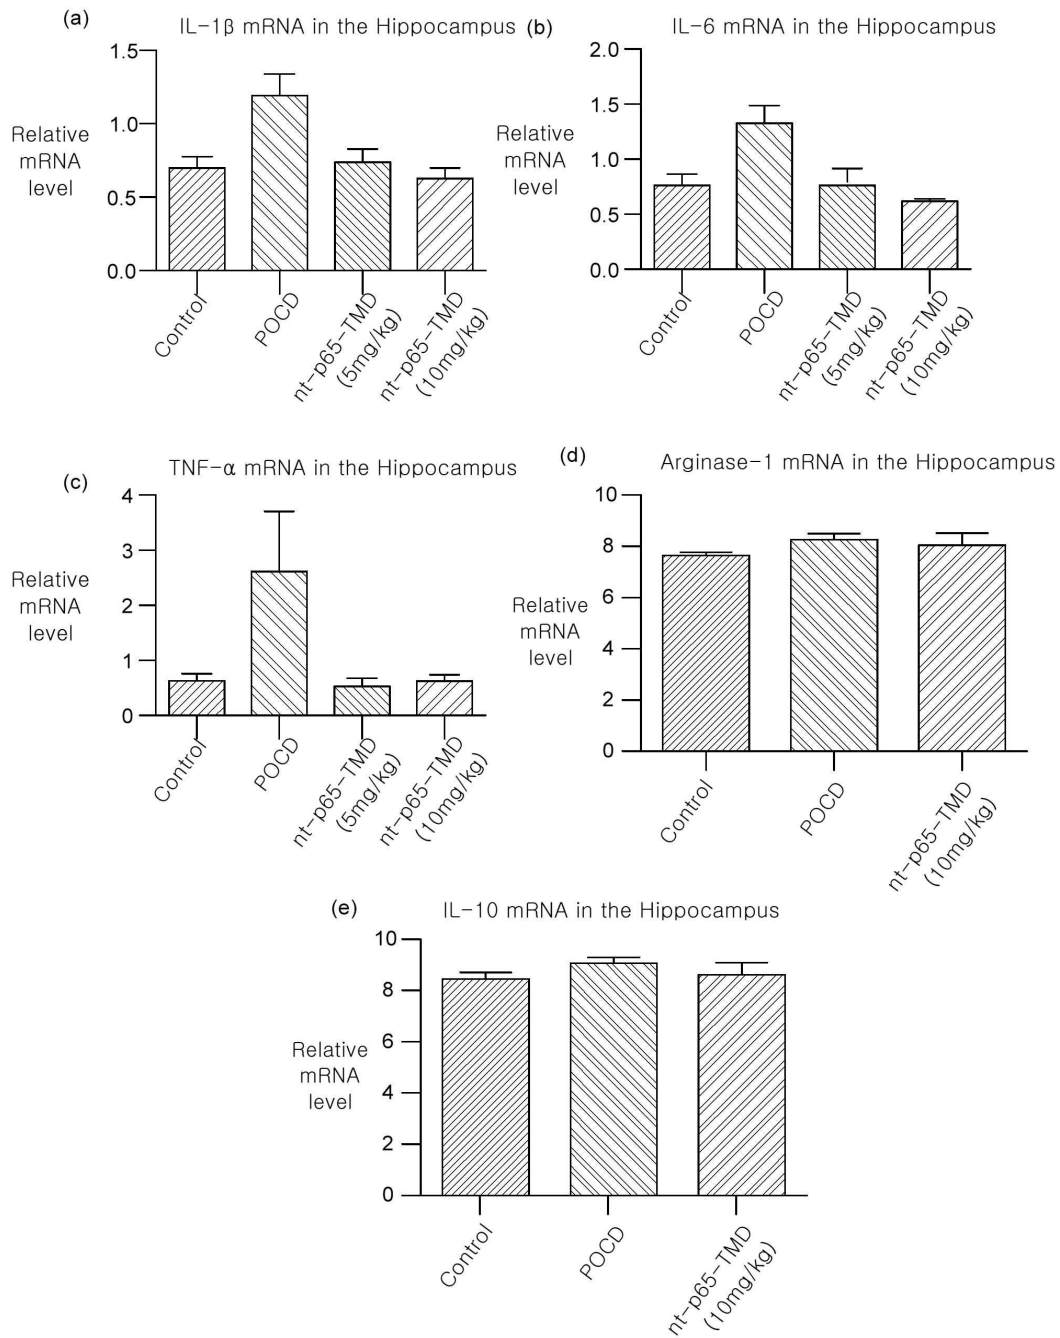 (a)
IL-1β mRNA in the Hippocampus
1.5
1.0
0.5
0.0
Relative
mRNA
level
Control
POCD
nt-p65-TMD
(5mg/kg)
nt-p65-TMD
(10mg/kg)
(b)
IL-6 mRNA in the Hippocampus
2.0
1.5
1.0
0.5
0.0
Relative
mRNA
level
Control
POCD
nt-p65-TMD
(5mg/kg)
nt-p65-TMD
(10mg/kg)
(c)
TNF-α mRNA in the Hippocampus
4
3
2
1
0
Relative
mRNA
level
Control
POCD
nt-p65-TMD
(5mg/kg)
nt-p65-TMD
(10mg/kg)
(d)
Arginase-1 mRNA in the Hippocampus
10
8
6
4
2
0
Relative
mRNA
level
Control
POCD
nt-p65-TMD
(10mg/kg)
(e)
IL-10 mRNA in the Hippocampus
10
8
6
4
2
0
Relative
mRNA
level
Control
POCD
nt-p65-TMD
(10mg/kg)